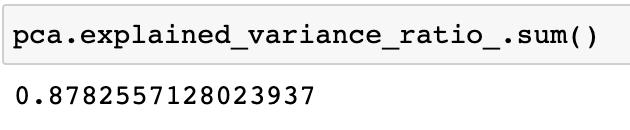 pca.explained_variance_ratio_.sum()
0.8782557128023937